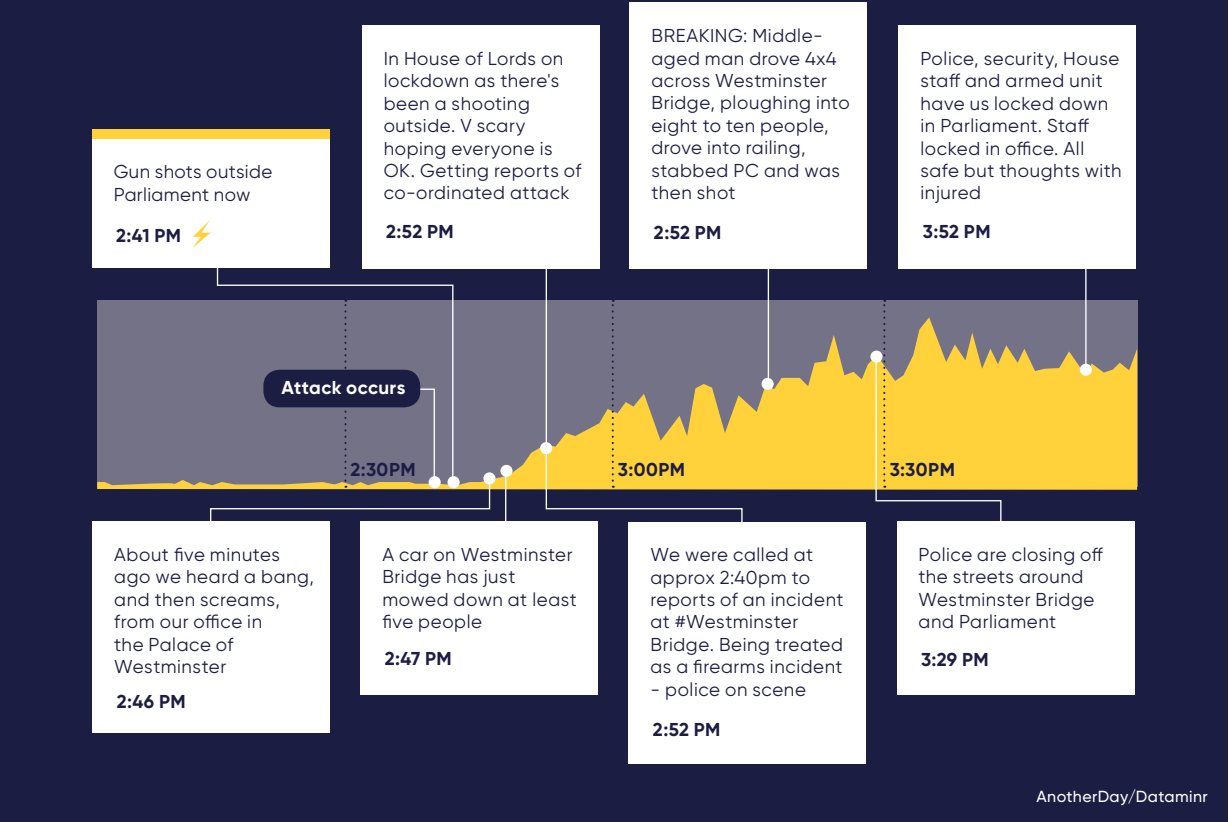 Gun shots outside
Parliament now
2:41 PM ⚡
In House of Lords on
lockdown as there's
been a shooting
outside. V scary
hoping everyone is
OK. Getting reports of
co-ordinated attack
2:52 PM
BREAKING: Middle-
aged man drove 4x4
across Westminster
Bridge, ploughing into
eight to ten people,
drove into railing,
stabbed PC and was
then shot
2:52 PM
Police, security, House
staff and armed unit
have us locked down
in Parliament. Staff
locked in office. All
safe but thoughts with
injured
3:52 PM
Attack occurs
2:30PM
3:00PM
3:30PM
About five minutes
ago we heard a bang,
and then screams,
from our office in
the Palace of
Westminster
2:46 PM
A car on Westminster
Bridge has just
mowed down at least
five people
2:47 PM
We were called at
approx 2:40pm to
reports of an incident
at #Westminster
Bridge. Being treated
as a firearms incident
- police on scene
2:52 PM
Police are closing off
the streets around
Westminster Bridge
and Parliament
3:29 PM
AnotherDay/Dataminr